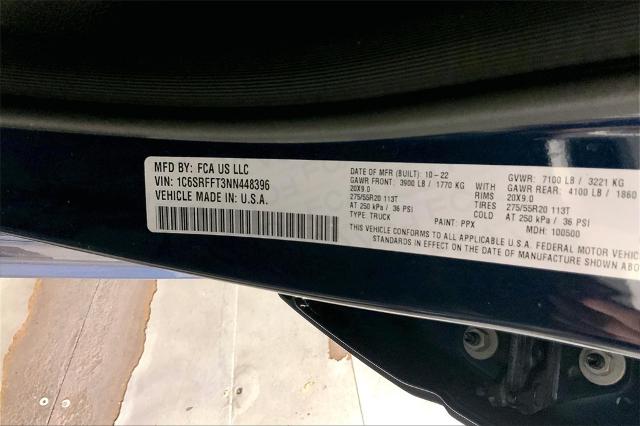 MFD BY: FCA US LLC
VIN: 1C6SRFFT3NN448396
VEHICLE MADE IN: U.S.A.
DATE OF MFR (BUILT): 10-22
GAWR FRONT: 3900 LB / 1770 KG WITH
20X9.0 RIMS
275/55R20 113T TIRES
AT 250 kPa / 36 PSI COLD
TYPE: TRUCK PAINT: PPX
GVWR: 7100 LB / 3221 KG
GAWR REAR: 4100 LB / 1860
20X9.0
275/55R20 113T
AT 250 kPa / 36 PSI
MDH: 100500
THIS VEHICLE CONFORMS TO ALL APPLICABLE U.S.A. FEDERAL MOTOR VEHIC
STANDARDS IN EFFECT ON THE DATE OF MANUFACTURE SHOWN ABO